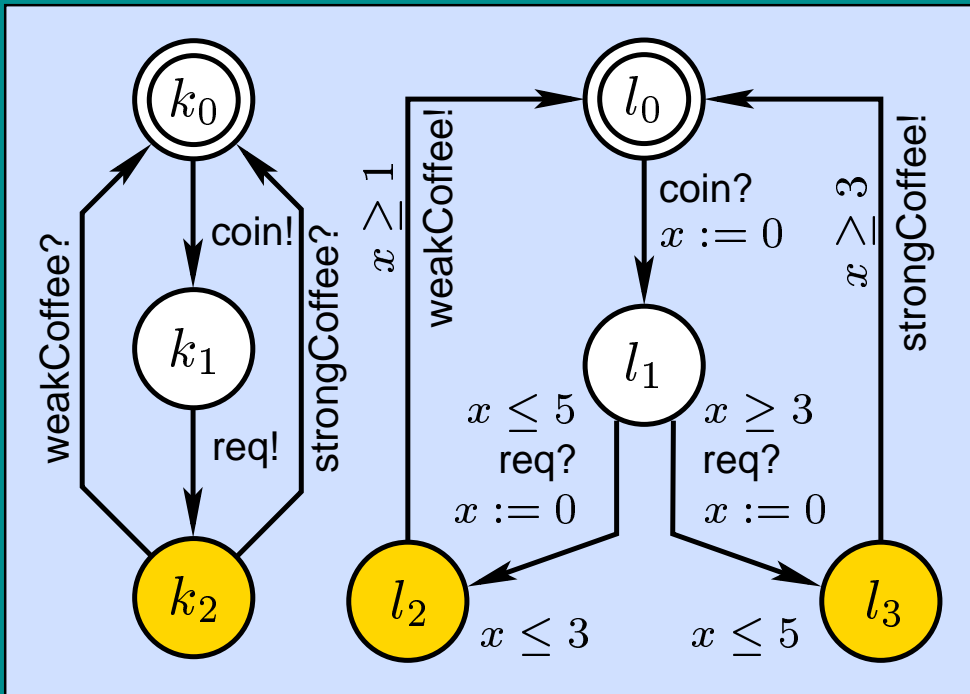 k₀
coin!
weakCoffee?
strongCoffee?
k₁
req!
k₂
l₀
x ≥ 1
weakCoffee!
coin?
x := 0
x ≥ 3
strongCoffee!
l₁
x ≤ 5
req?
x := 0
x ≥ 3
req?
x := 0
l₂
x ≤ 3
x ≤ 5
l₃